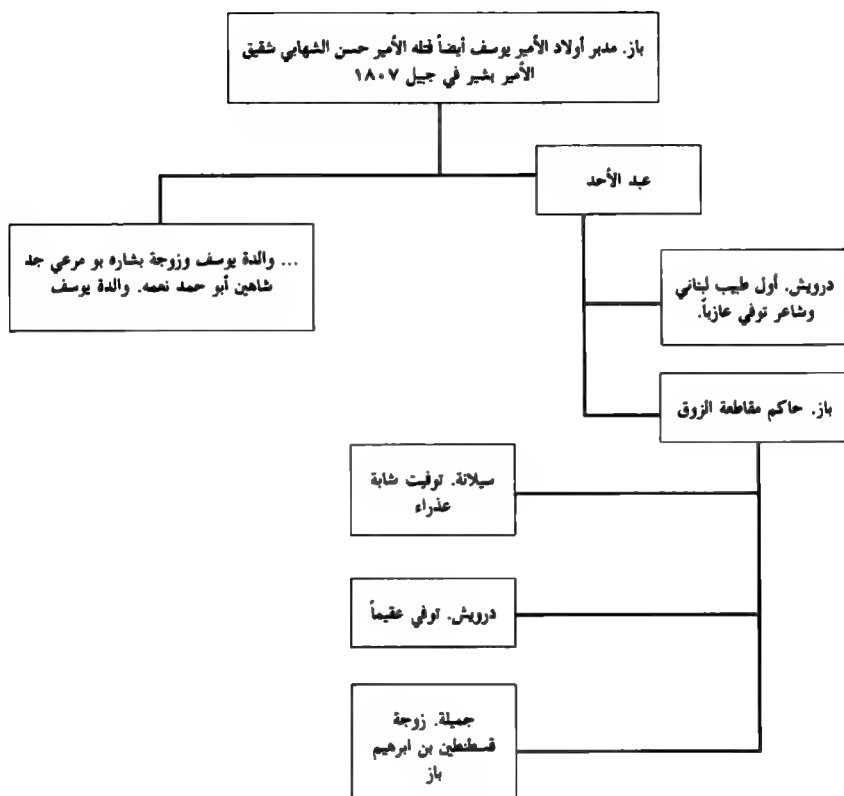 باز. مدبر أولاد الأمير يوسف أيضاً قتله الأمير حسن الشهابي شقيق
الأمير بشير في جبيل ١٨٠٧
عبد الأحد
... والدة يوسف وزوجة بشاره بو مرعي جد
شاهين أبو حمد نعمه. والدة يوسف
درويش. أول طبيب لبناني
وشاعر توفي عازباً.
باز. حاكم مقاطعة الزوق
سيلانة. توفيت شابة
عذراء
درويش. توفي عقيماً
جميلة. زوجة
قسطنطين بن ابرهيم
باز